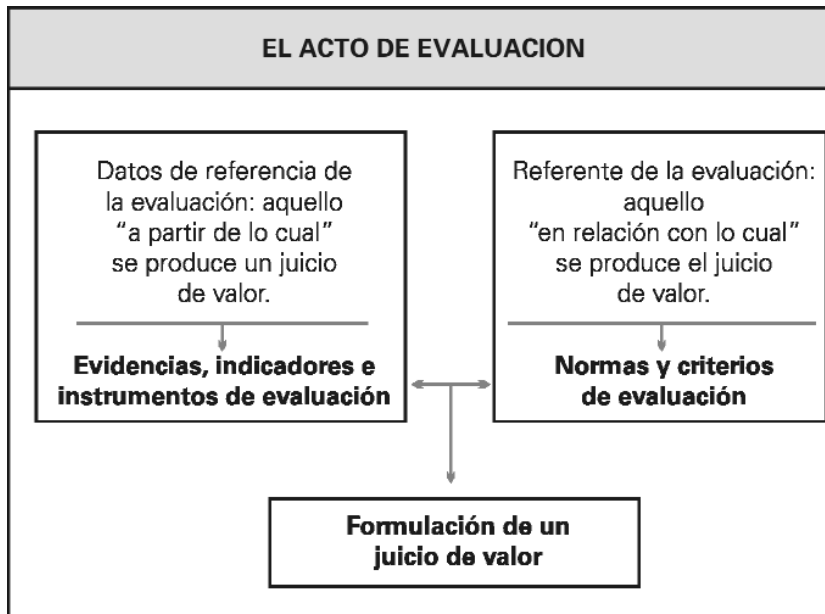 EL ACTO DE EVALUACION
Datos de referencia de
la evaluación: aquello
“a partir de lo cual”
se produce un juicio
de valor.
Evidencias, indicadores e
instrumentos de evaluación
Referente de la evaluación:
aquello
“en relación con lo cual”
se produce el juicio
de valor.
Normas y criterios
de evaluación
Formulación de un
juicio de valor